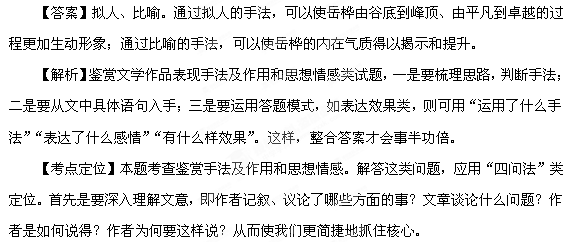 【答案】拟人、比喻。通过拟人的手法，可以使岳桦由谷底到峰顶、由平凡到卓越的过
程更加生动形象；通过比喻的手法，可以使岳桦的内在气质得以揭示和提升。
【解析】鉴赏文学作品表现手法及作用和思想情感类试题，一是要梳理思路，判断手法；
二是要从文中具体语句入手；三是要运用答题模式，如表达效果类，则可用“运用了什么手
法”“表达了什么感情”“有什么样效果”。这样，整合答案才会事半功倍。
【考点定位】本题考查鉴赏手法及作用和思想情感。解答这类问题，应用“四问法”类
定位。首先是要深入理解文意，即作者记叙、议论了哪些方面的事？文章谈论什么问题？作
者是如何说得？作者为何要这样说？从而使我们更简捷地抓住核心。